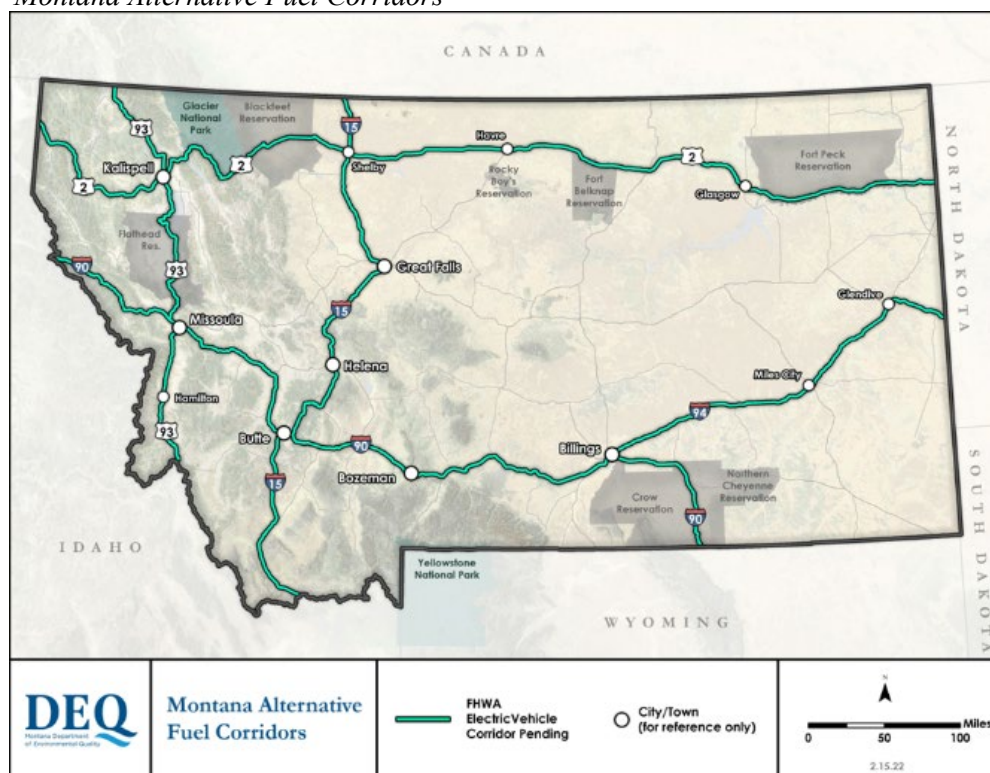 Montana Alternative Fuel Corridors
CANADA
Glacier
National
Park
Blackfeet
Reservation
93
15
2
Kalispell
Shelby
Havre
2
Fort Peck
Reservation
Rocky
Boy's
Reservation
Fort
Belknap
Reservation
Glasgow
2
NORTH DAKOTA
Flathead
Res.
90
93
Great Falls
Glendive
15
Missoula
Helena
Miles City
Hamilton
94
93
Butte
90
Billings
Bozeman
15
Northern
Cheyenne
Reservation
Crow
Reservation
90
SOUTH DAKOTA
IDAHO
Yellowstone
National Park
WYOMING
DEQ
Montana Department
of Environmental Quality
Montana Alternative
Fuel Corridors
FHWA
ElectricVehicle
Corridor Pending
City/Town
(for reference only)
N
Miles
0 50 100
2.15.22